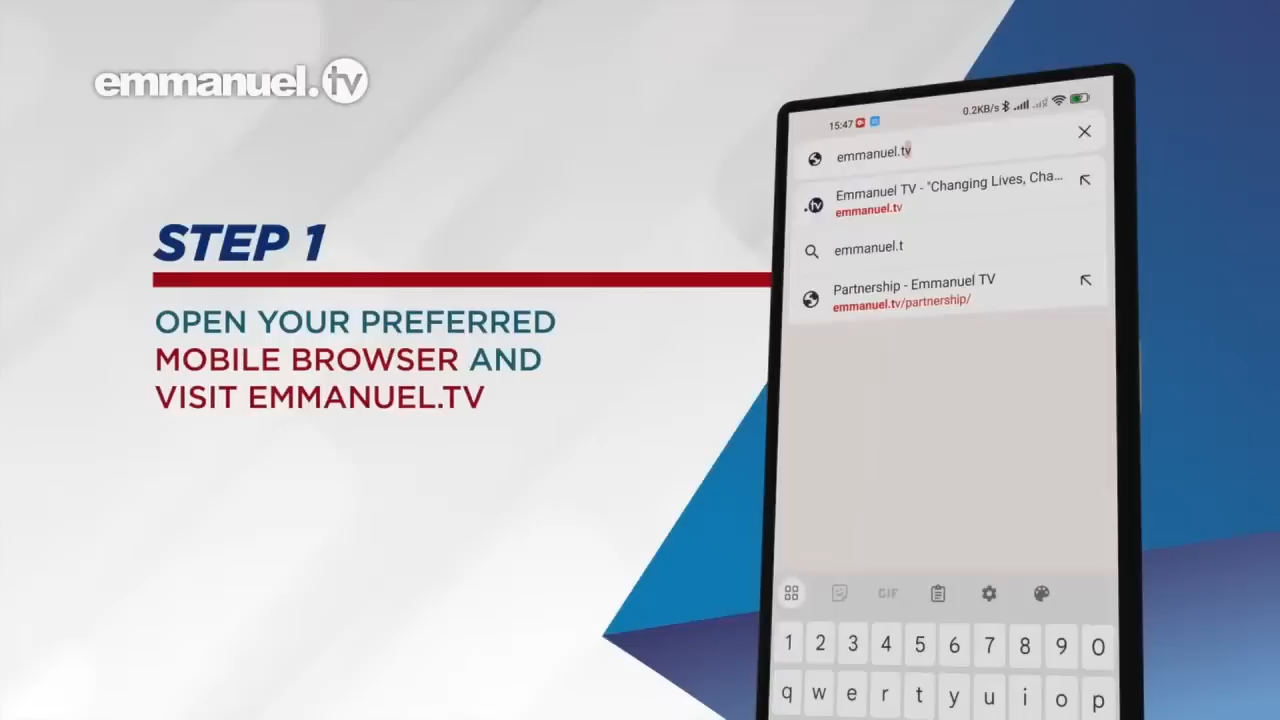 emmanuel.tv
STEP 1
OPEN YOUR PREFERRED
MOBILE BROWSER AND
VISIT EMMANUEL.TV
15:47
0.2KB/s
emmanuel.tv
Emmanuel TV - "Changing Lives, Cha...
emmanuel.tv
emmanuel.t
Partnership - Emmanuel TV
emmanuel.tv/partnership/
GIF
1 2 3 4 5 6 7 8 9 0
q w e r t y u i o p